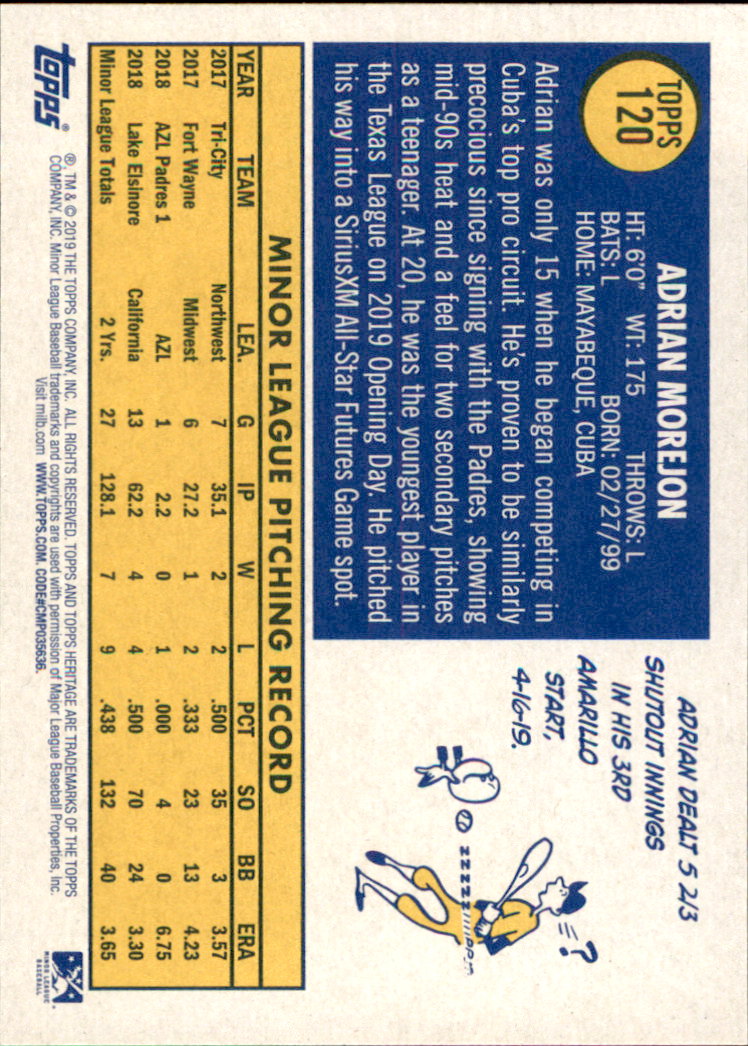 TOPPS
120
ADRIAN MOREJON
HT: 6'0" WT: 175 THROWS: L
BATS: L BORN: 02/27/99
HOME: MAYABEQUE, CUBA
Adrian was only 15 when he began competing in
Cuba's top pro circuit. He's proven to be similarly
precocious since signing with the Padres, showing
mid-90s heat and a feel for two secondary pitches
as a teenager. At 20, he was the youngest player in
the Texas League on 2019 Opening Day. He pitched
his way into a SiriusXM All-Star Futures Game spot.
ADRIAN DEALT 5 2/3
SHUTOUT INNINGS
IN HIS 3RD
AMARILLO
START,
4-16-19.
?
ZZZZZ///PP
MINOR LEAGUE PITCHING RECORD
YEAR TEAM LEA. G IP W L PCT SO BB ERA
2017 Tri-City Northwest 7 35.1 2 2 .500 35 3 3.57
2017 Fort Wayne Midwest 6 27.2 1 2 .333 23 13 4.23
2018 AZL Padres 1 AZL 1 2.2 0 1 .000 4 0 6.75
2018 Lake Elsinore California 13 62.2 4 4 .500 70 24 3.30
Minor League Totals 2 Yrs. 27 128.1 7 9 .438 132 40 3.65
topps®
®, TM & © 2019 THE TOPPS COMPANY, INC. ALL RIGHTS RESERVED. TOPPS AND TOPPS HERITAGE ARE TRADEMARKS OF THE TOPPS
COMPANY, INC. Minor League Baseball trademarks and copyrights are used with permission of Major League Baseball Properties, Inc.
Visit milb.com WWW.TOPPS.COM. CODE#CMP035636.
MINOR LEAGUE
BASEBALL